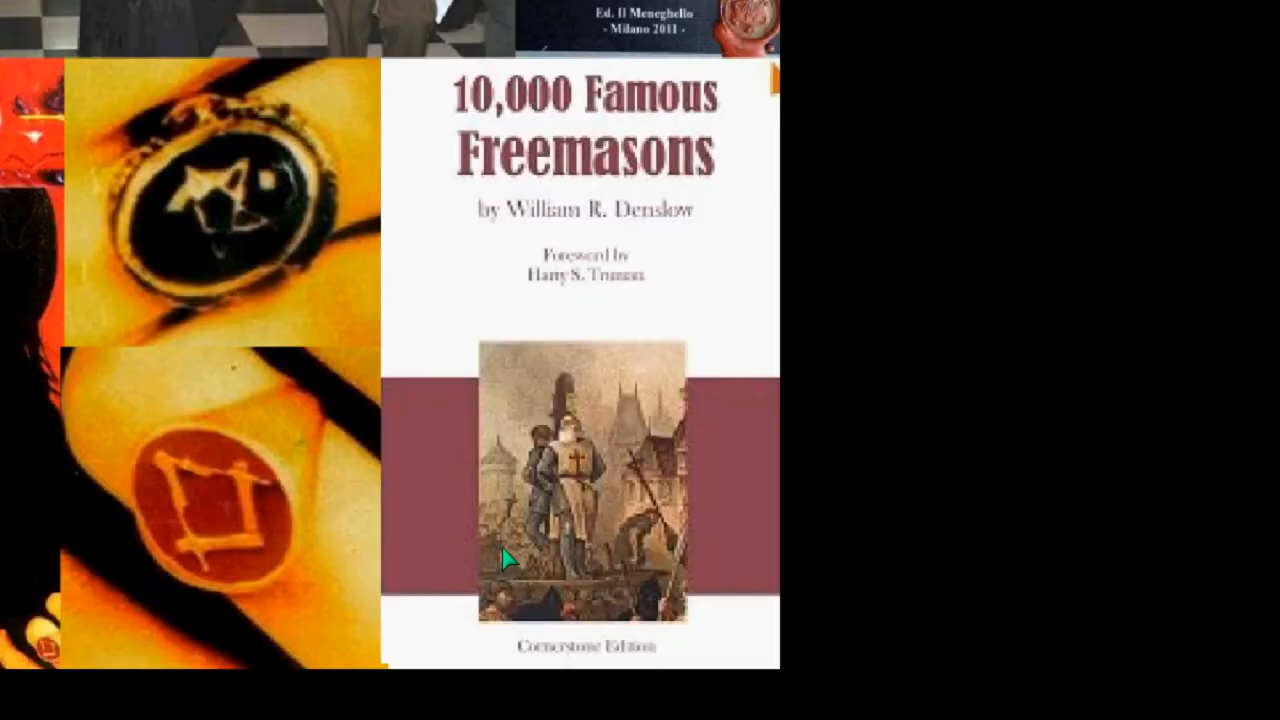 Ed. Il Meneghello
- Milano 2011 -
10,000 Famous
Freemasons
by William R. Denslow
Foreword by
Harry S. Truman
Cornerstone Edition